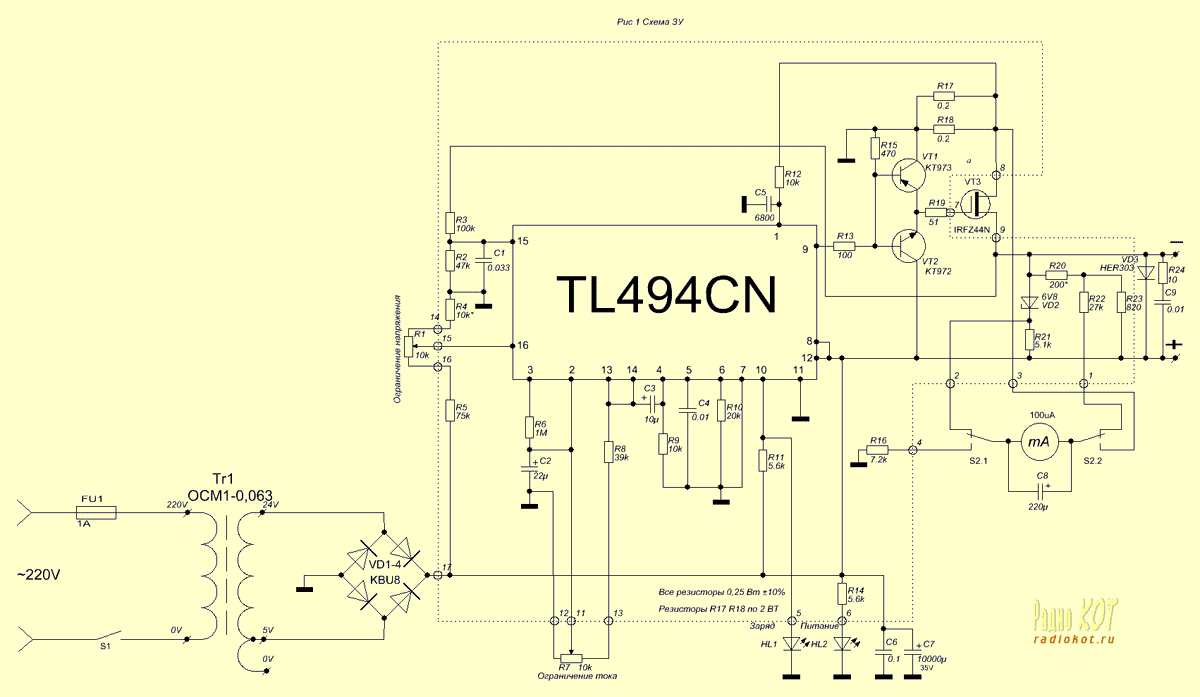 Рис 1 Схема ЗУ
R17
0.2
R18
0.2
R15
470
VT1
КТ973
a
8
VT3
R12
10k
C5
6800
R19
51
7
IRFZ44N
9
R3
100k
R13
100
VT2
КТ972
R2
47k
C1
0.033
15
1
9
TL494CN
R4
10k*
14
R1
10k
15
16
16
Ограничение напряжения
8
12
R20
200*
6V8
VD2
R22
27k
R23
820
VD3
HER303
R24
10
C9
0.01
R21
5.1k
–
+
3
2
13
14
4
5
6
7
10
11
C3
+
10μ
C4
0.01
R10
20k
2
3
1
R5
75k
R6
1M
R8
39k
R9
10k
R11
5.6k
C2
+
22μ
R16
7.2k
4
100uA
mA
S2.1
S2.2
C8
+
220μ
Tr1
ОСМ1-0,063
FU1
1A
220V
24V
~220V
VD1-4
KBU8
17
S1
0V
5V
0V
Все резисторы 0,25 Вт ±10%
Резисторы R17 R18 по 2 ВТ
R14
5.6k
12
11
13
5
6
Заряд
Питание
HL1
HL2
R7
10k
Ограничение тока
C6
0.1
+
C7
10000μ
35V
Радио КОТ
radiokot.ru